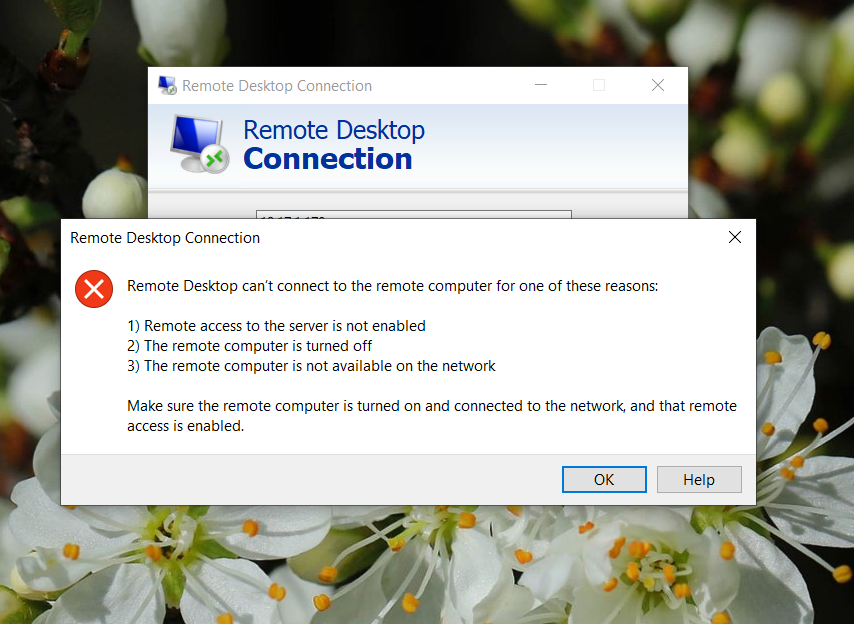 Remote Desktop Connection
Remote Desktop
Connection
Remote Desktop Connection
Remote Desktop can't connect to the remote computer for one of these reasons:
1) Remote access to the server is not enabled
2) The remote computer is turned off
3) The remote computer is not available on the network
Make sure the remote computer is turned on and connected to the network, and that remote
access is enabled.
OK
Help